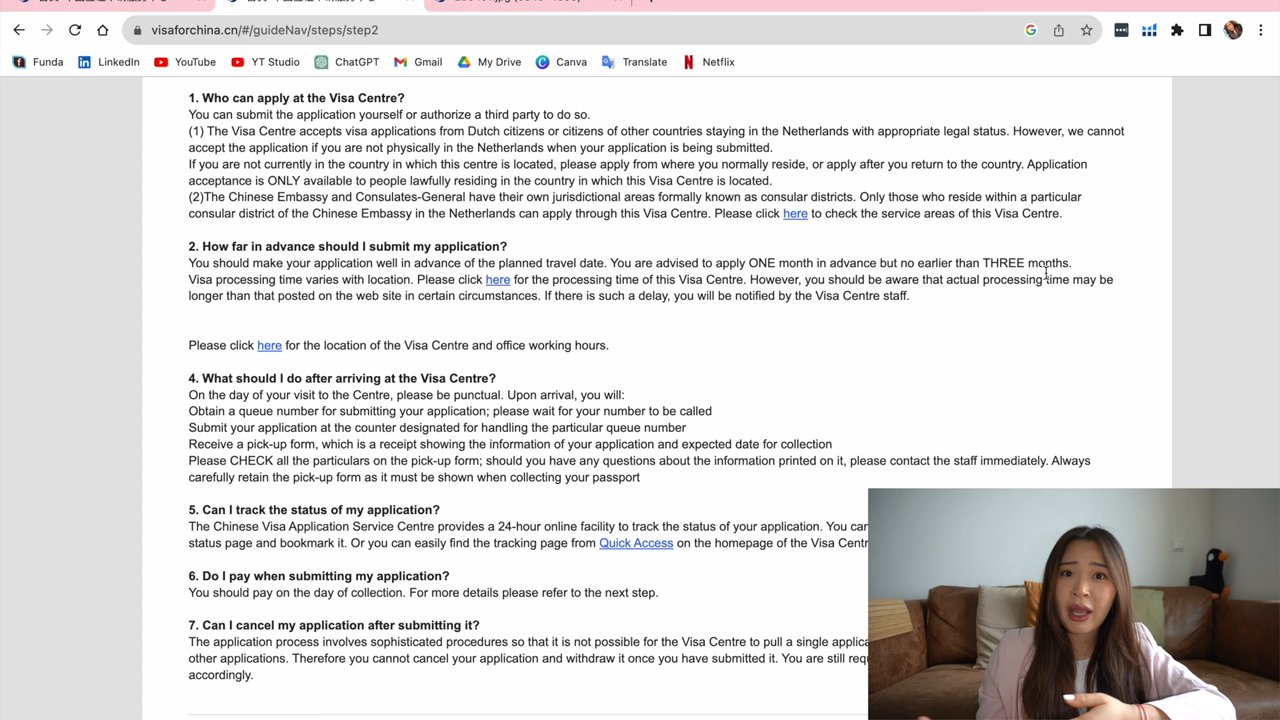 visaforchina.cn/#/guideNav/steps/step2
Funda LinkedIn YouTube YT Studio ChatGPT Gmail My Drive Canva Translate Netflix
1. Who can apply at the Visa Centre?
You can submit the application yourself or authorize a third party to do so.
(1) The Visa Centre accepts visa applications from Dutch citizens or citizens of other countries staying in the Netherlands with appropriate legal status. However, we cannot
accept the application if you are not physically in the Netherlands when your application is being submitted.
If you are not currently in the country in which this centre is located, please apply from where you normally reside, or apply after you return to the country. Application
acceptance is ONLY available to people lawfully residing in the country in which this Visa Centre is located.
(2)The Chinese Embassy and Consulates-General have their own jurisdictional areas formally known as consular districts. Only those who reside within a particular
consular district of the Chinese Embassy in the Netherlands can apply through this Visa Centre. Please click here to check the service areas of this Visa Centre.
2. How far in advance should I submit my application?
You should make your application well in advance of the planned travel date. You are advised to apply ONE month in advance but no earlier than THREE months.
Visa processing time varies with location. Please click here for the processing time of this Visa Centre. However, you should be aware that actual processing time may be
longer than that posted on the web site in certain circumstances. If there is such a delay, you will be notified by the Visa Centre staff.
Please click here for the location of the Visa Centre and office working hours.
4. What should I do after arriving at the Visa Centre?
On the day of your visit to the Centre, please be punctual. Upon arrival, you will:
Obtain a queue number for submitting your application; please wait for your number to be called
Submit your application at the counter designated for handling the particular queue number
Receive a pick-up form, which is a receipt showing the information of your application and expected date for collection
Please CHECK all the particulars on the pick-up form; should you have any questions about the information printed on it, please contact the staff immediately. Always
carefully retain the pick-up form as it must be shown when collecting your passport
5. Can I track the status of my application?
The Chinese Visa Application Service Centre provides a 24-hour online facility to track the status of your application. You can
status page and bookmark it. Or you can easily find the tracking page from Quick Access on the homepage of the Visa Centr
6. Do I pay when submitting my application?
You should pay on the day of collection. For more details please refer to the next step.
7. Can I cancel my application after submitting it?
The application process involves sophisticated procedures so that it is not possible for the Visa Centre to pull a single applica
other applications. Therefore you cannot cancel your application and withdraw it once you have submitted it. You are still requ
accordingly.